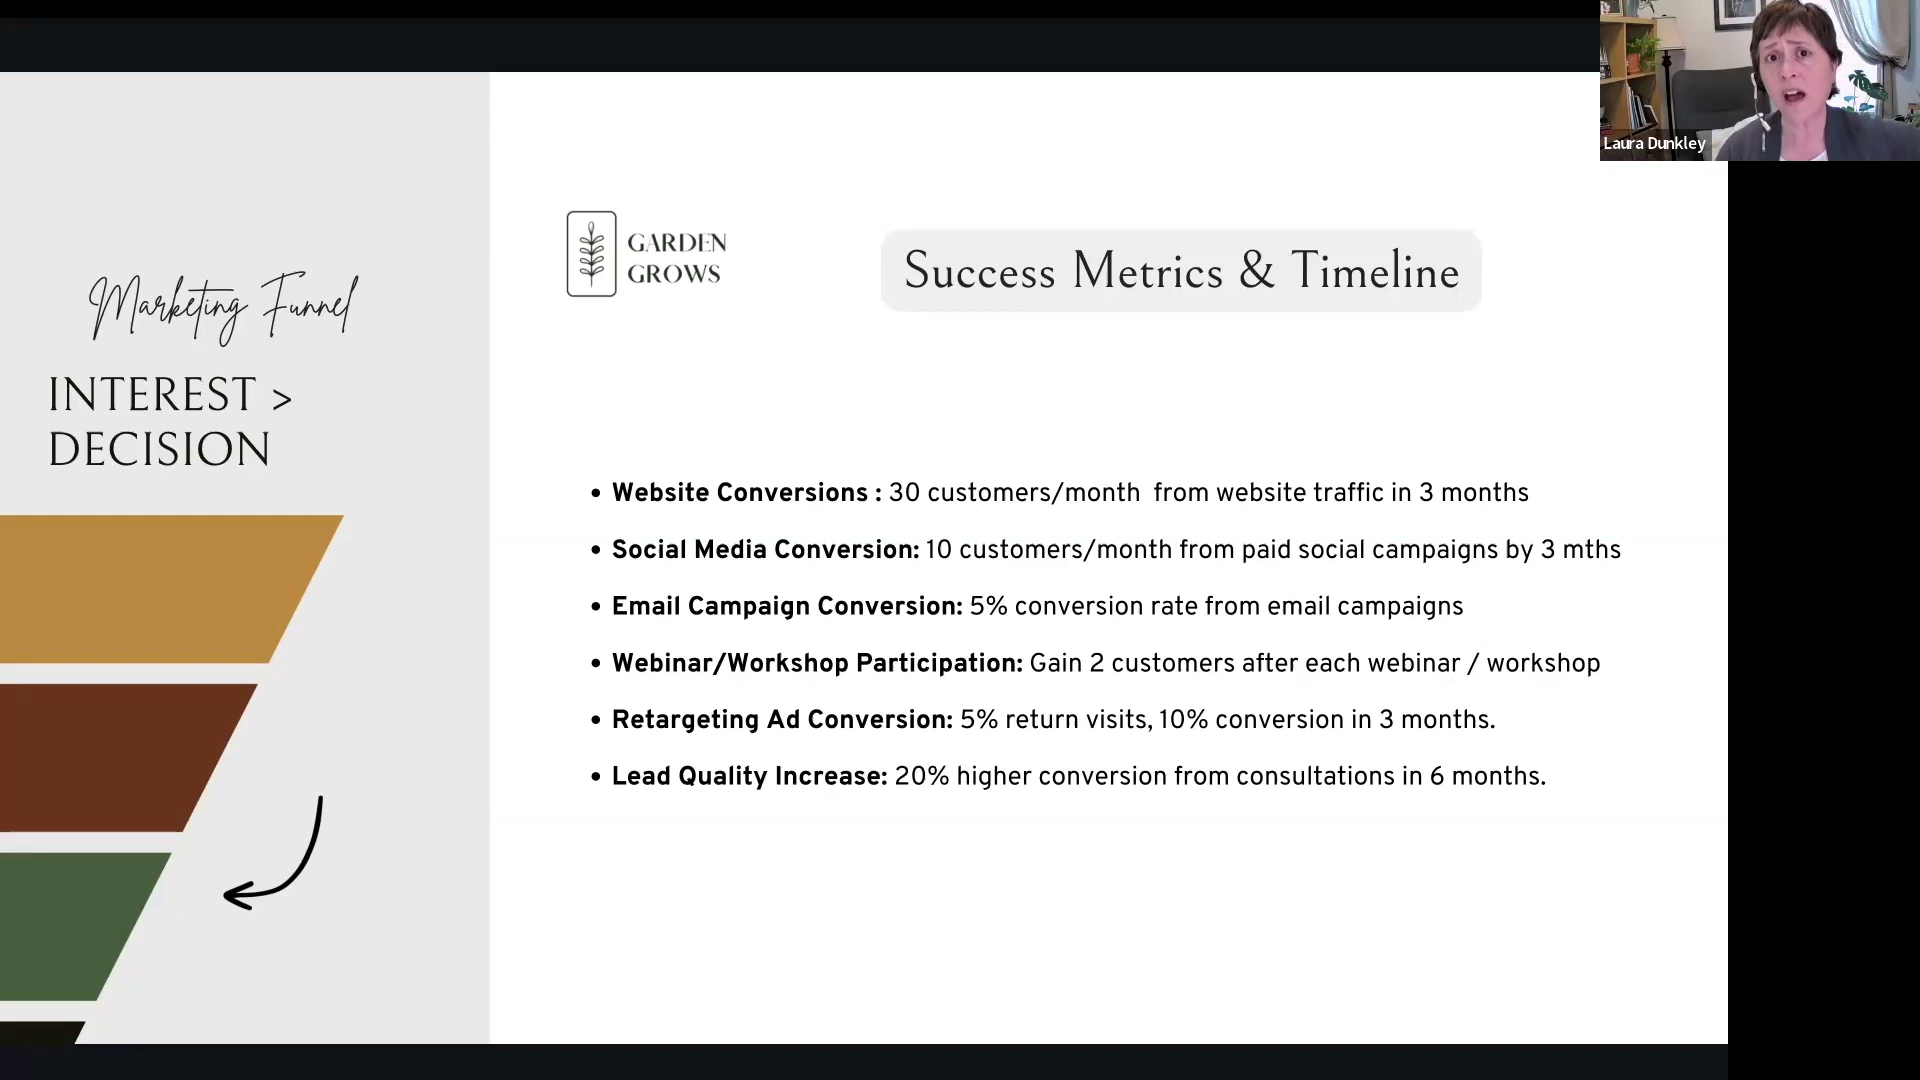 Laura Dunkley
Marketing Funnel
INTEREST >
DECISION
GARDEN
GROWS
Success Metrics & Timeline
• Website Conversions : 30 customers/month from website traffic in 3 months
• Social Media Conversion: 10 customers/month from paid social campaigns by 3 mths
• Email Campaign Conversion: 5% conversion rate from email campaigns
• Webinar/Workshop Participation: Gain 2 customers after each webinar / workshop
• Retargeting Ad Conversion: 5% return visits, 10% conversion in 3 months.
• Lead Quality Increase: 20% higher conversion from consultations in 6 months.